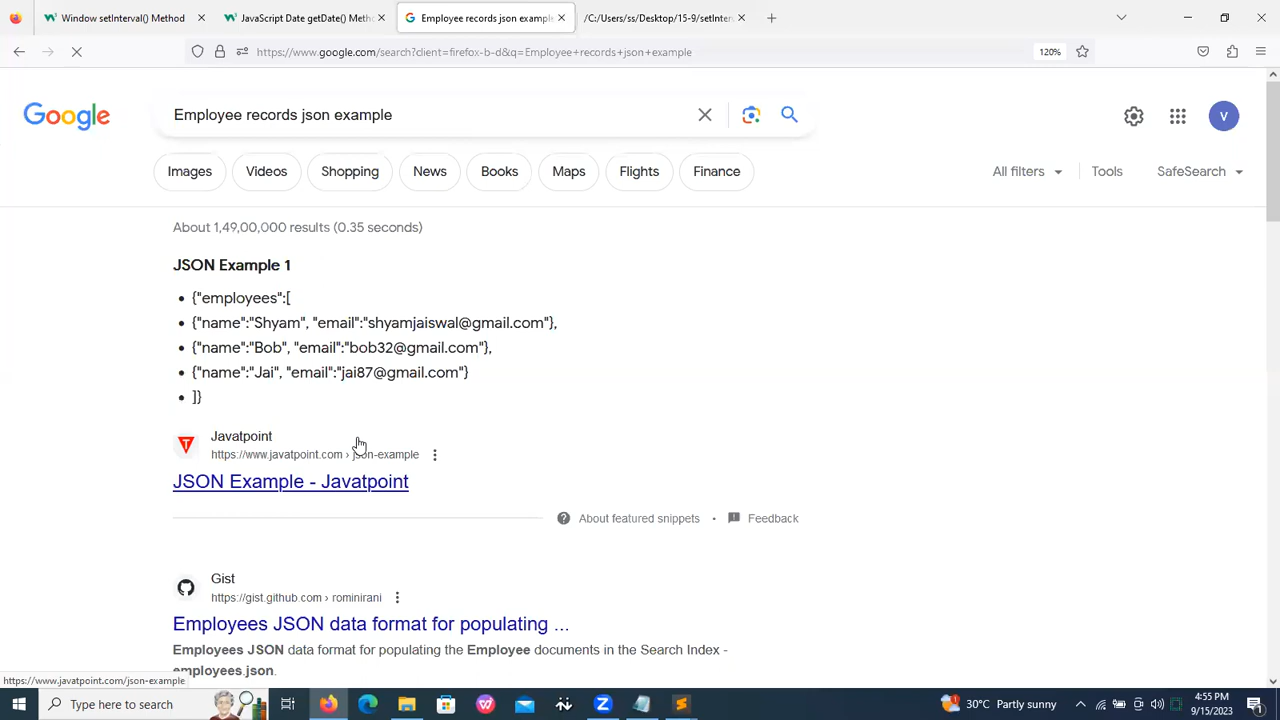 Window setInterval() Method
JavaScript Date getDate() Metho
Employee records json example
/C:/Users/ss/Desktop/15-9/setInterv
https://www.google.com/search?client=firefox-b-d&q=Employee+records+json+example
120%
Google
Employee records json example
V
Images
Videos
Shopping
News
Books
Maps
Flights
Finance
All filters
Tools
SafeSearch
About 1,49,00,000 results (0.35 seconds)
JSON Example 1
• {"employees":[
• {"name":"Shyam", "email":"shyamjaiswal@gmail.com"},
• {"name":"Bob", "email":"bob32@gmail.com"},
• {"name":"Jai", "email":"jai87@gmail.com"}
• ]}
Javatpoint
https://www.javatpoint.com › json-example
JSON Example - Javatpoint
About featured snippets • Feedback
Gist
https://gist.github.com › rominirani
Employees JSON data format for populating ...
Employees JSON data format for populating the Employee documents in the Search Index -
employees.json.
https://www.javatpoint.com/json-example
Type here to search
30°C Partly sunny
4:55 PM
9/15/2023